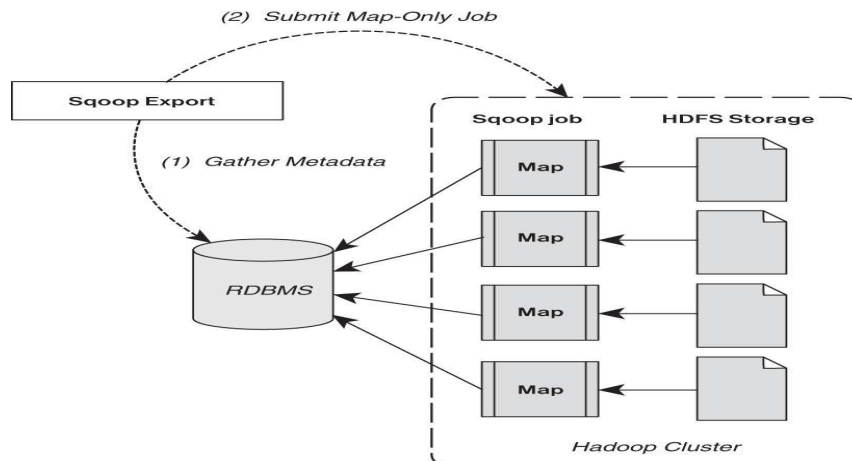 (2) Submit Map-Only Job
Sqoop Export
(1) Gather Metadata
RDBMS
Sqoop job
HDFS Storage
Map
Map
Map
Map
Hadoop Cluster